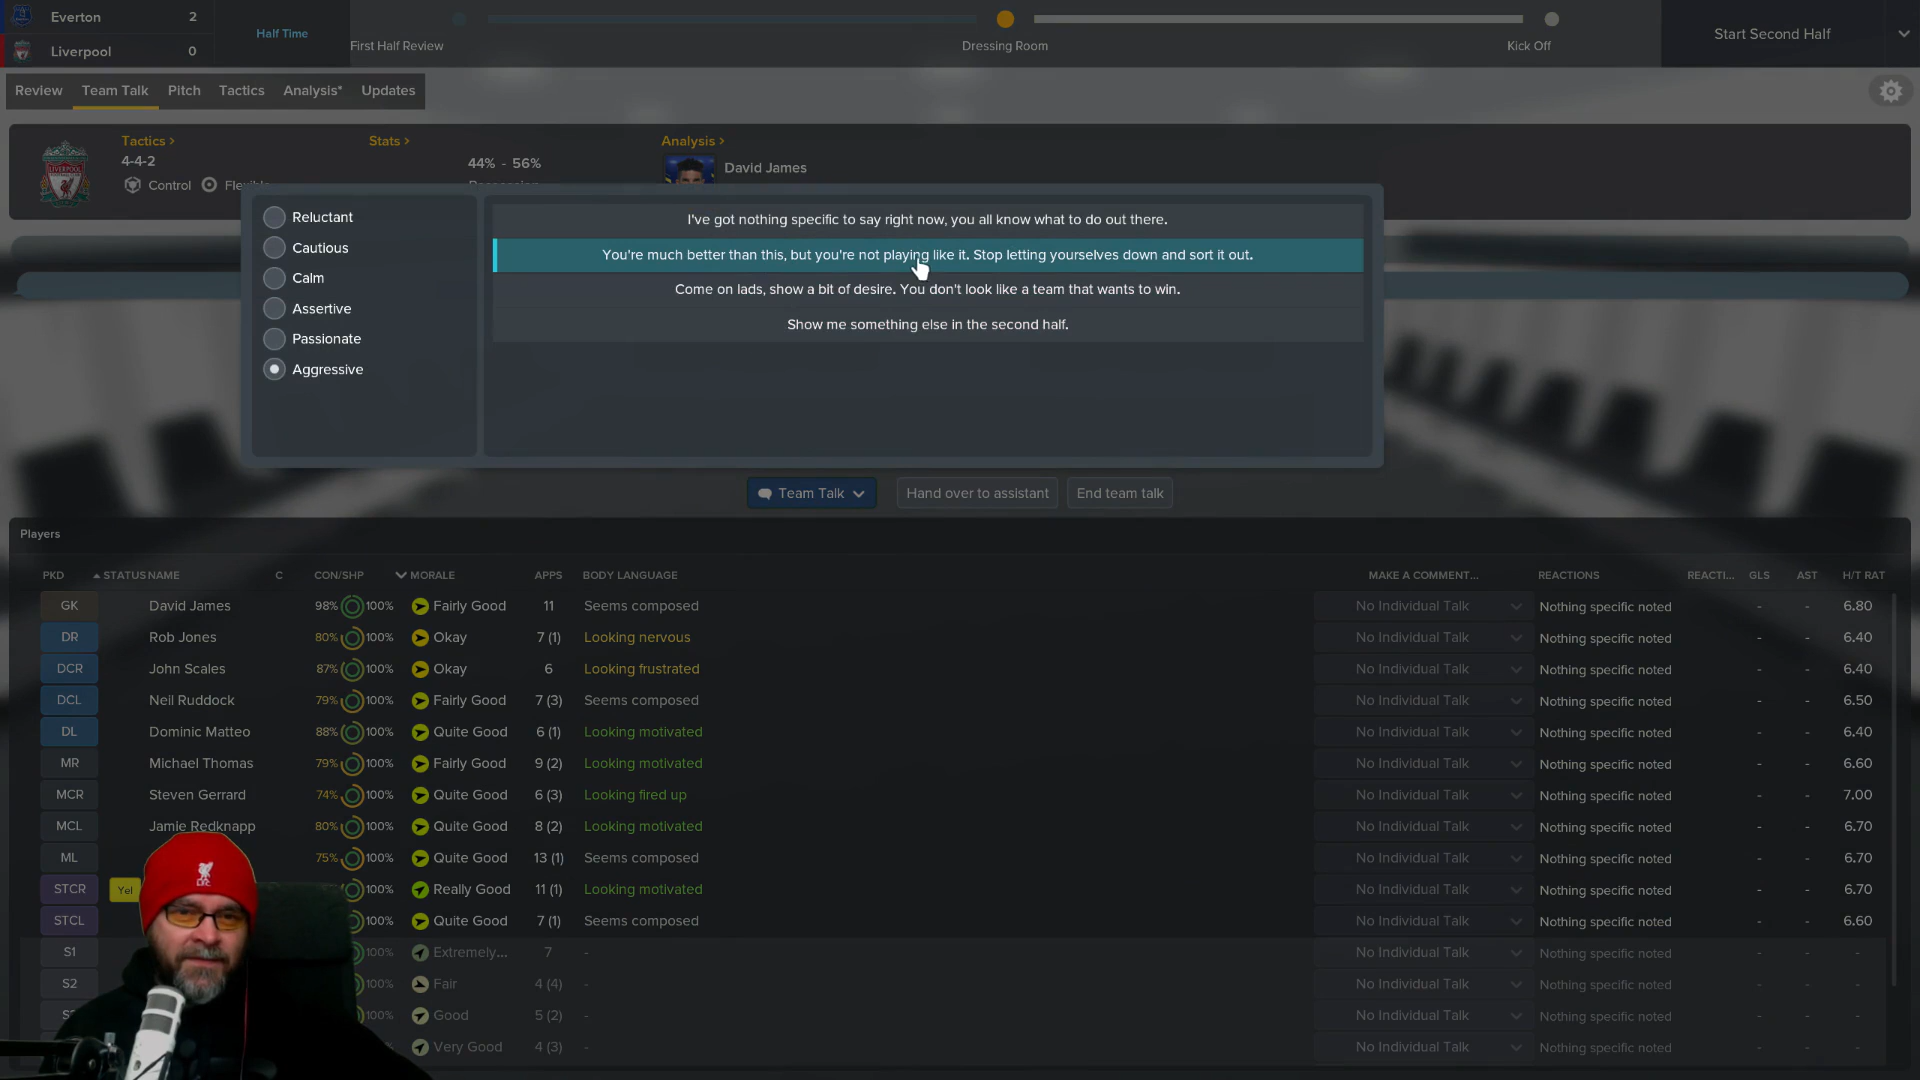 Everton 2
Liverpool 0
Half Time
First Half Review
Dressing Room
Kick Off
Start Second Half
Review Team Talk Pitch Tactics Analysis* Updates
Tactics >
4-4-2
Control
Stats >
44% - 56%
Analysis >
David James
Reluctant
Cautious
Calm
Assertive
Passionate
Aggressive
I've got nothing specific to say right now, you all know what to do out there.
You're much better than this, but you're not playing like it. Stop letting yourselves down and sort it out.
Come on lads, show a bit of desire. You don't look like a team that wants to win.
Show me something else in the second half.
Team Talk Hand over to assistant End team talk
Players
PKD STATUS NAME C CON/SHP MORALE APPS BODY LANGUAGE MAKE A COMMENT... REACTIONS REACTI... GLS AST H/T RAT
GK David James 98% 100% Fairly Good 11 Seems composed No Individual Talk Nothing specific noted - - 6.80
DR Rob Jones 80% 100% Okay 7 (1) Looking nervous No Individual Talk Nothing specific noted - - 6.40
DCR John Scales 87% 100% Okay 6 Looking frustrated No Individual Talk Nothing specific noted - - 6.40
DCL Neil Ruddock 79% 100% Fairly Good 7 (3) Seems composed No Individual Talk Nothing specific noted - - 6.50
DL Dominic Matteo 88% 100% Quite Good 6 (1) Looking motivated No Individual Talk Nothing specific noted - - 6.40
MR Michael Thomas 79% 100% Fairly Good 9 (2) Looking motivated No Individual Talk Nothing specific noted - - 6.60
MCR Steven Gerrard 74% 100% Quite Good 6 (3) Looking fired up No Individual Talk Nothing specific noted - - 7.00
MCL Jamie Redknapp 80% 100% Quite Good 8 (2) Looking motivated No Individual Talk Nothing specific noted - - 6.70
ML 75% 100% Quite Good 13 (1) Seems composed No Individual Talk Nothing specific noted - - 6.70
STCR Yel 100% Really Good 11 (1) Looking motivated No Individual Talk Nothing specific noted - - 6.70
STCL 100% Quite Good 7 (1) Seems composed No Individual Talk Nothing specific noted - - 6.60
S1 100% Extremely... 7 - No Individual Talk Nothing specific noted - - -
S2 100% Fair 4 (4) - No Individual Talk Nothing specific noted - - -
100% Good 5 (2) - No Individual Talk Nothing specific noted - - -
100% Very Good 4 (3) - No Individual Talk Nothing specific noted - - -